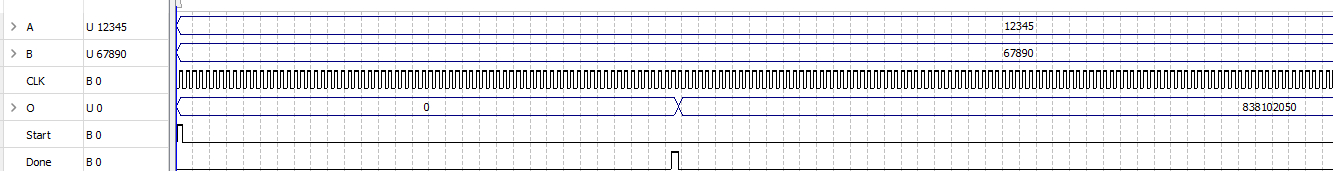 A U 12345 12345
B U 67890 67890
CLK B 0
O U 0 0 838102050
Start B 0
Done B 0